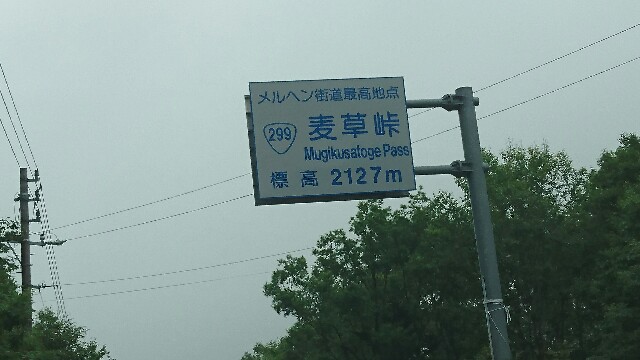 メルヘン街道最高地点
299
麦草峠
Mugikusatoge Pass
標高 2127m